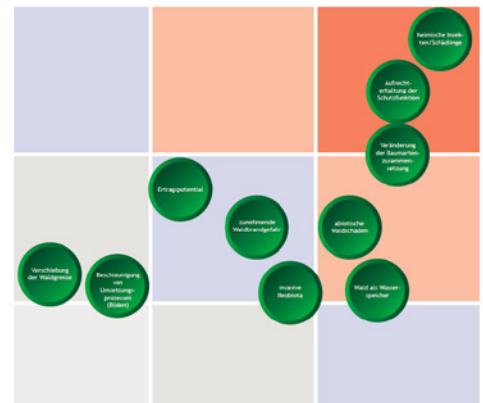 heimische Insek-
ten/Schädlinge
Aufrecht-
erhaltung der
Schutzfunktion
Veränderung
der Baumarten-
zusammen-
setzung
Ertragspotential
zunehmende
Waldbrandgefahr
abiotische
Waldschäden
Verschiebung
der Waldgrenze
Beschleunigung
von
Umsetzungs-
prozessen
(Böden)
invasive
Neobiota
Wald als Wasser-
speicher